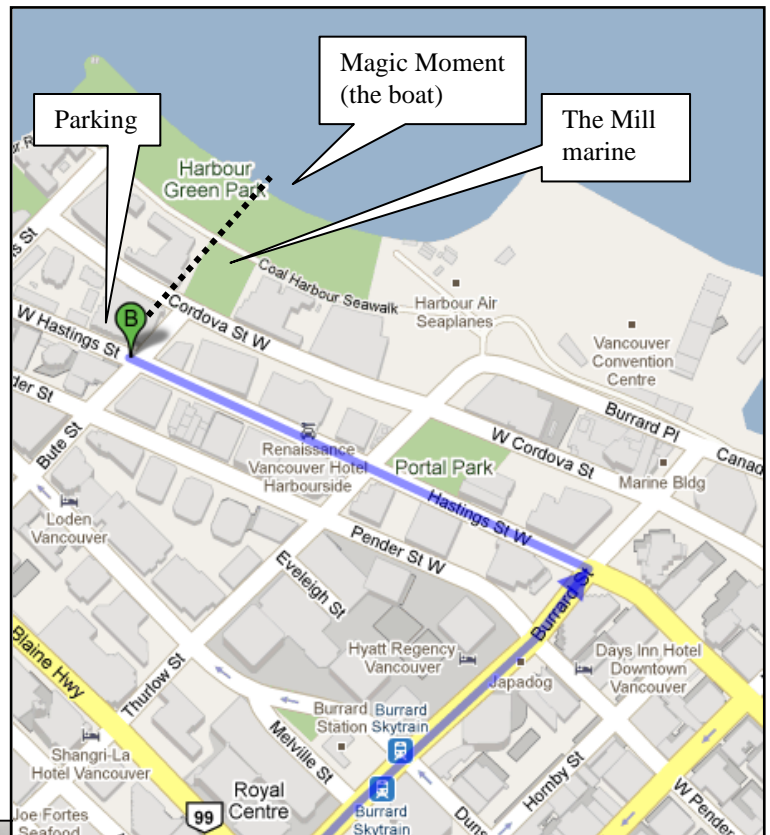 Magic Moment
(the boat)
Parking
The Mill
marine
Harbour
Green Park
Coal Harbour Seawalk
Harbour Air
Seaplanes
B
W Hastings St
Cordova St W
Vancouver
Convention
Centre
Burrard Pl
Canad
der St
Bute St
Renaissance
Vancouver Hotel
Harbourside
Portal Park
W Cordova St
Marine Bldg
Hastings St W
Loden
Vancouver
Pender St W
Eveleigh St
Burrard St
Hyatt Regency
Vancouver
Japadog
Days Inn Hotel
Downtown
Vancouver
Blaine Hwy
Thurlow St
Burrard
Station
Burrard
Skytrain
Melville St
Hornby St
Shangri-La
Hotel Vancouver
Royal
Centre
99
Burrard
Skytrain
Duns
W Pender
Joe Fortes
Seafood